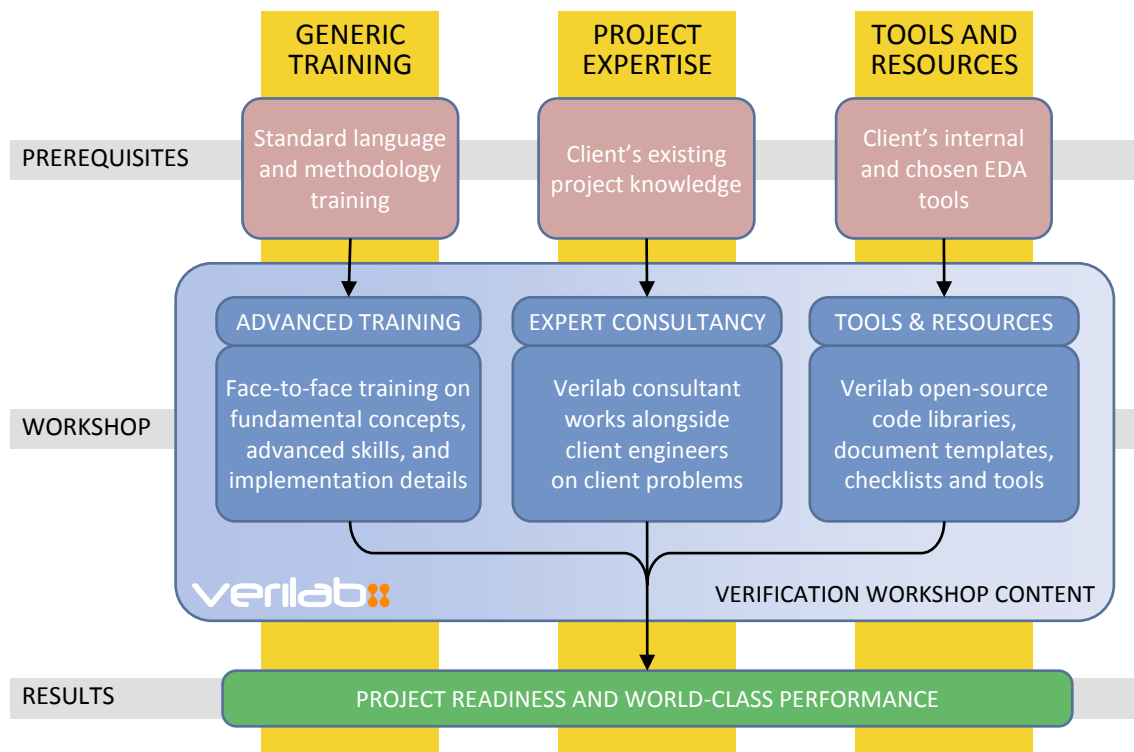 GENERIC
TRAINING
PROJECT
EXPERTISE
TOOLS AND
RESOURCES
PREREQUISITES
Standard language
and methodology
training
Client’s existing
project knowledge
Client’s internal
and chosen EDA
tools
WORKSHOP
ADVANCED TRAINING
Face-to-face training on
fundamental concepts,
advanced skills, and
implementation details
EXPERT CONSULTANCY
Verilab consultant
works alongside
client engineers
on client problems
TOOLS & RESOURCES
Verilab open-source
code libraries,
document templates,
checklists and tools
verilab
VERIFICATION WORKSHOP CONTENT
RESULTS
PROJECT READINESS AND WORLD-CLASS PERFORMANCE